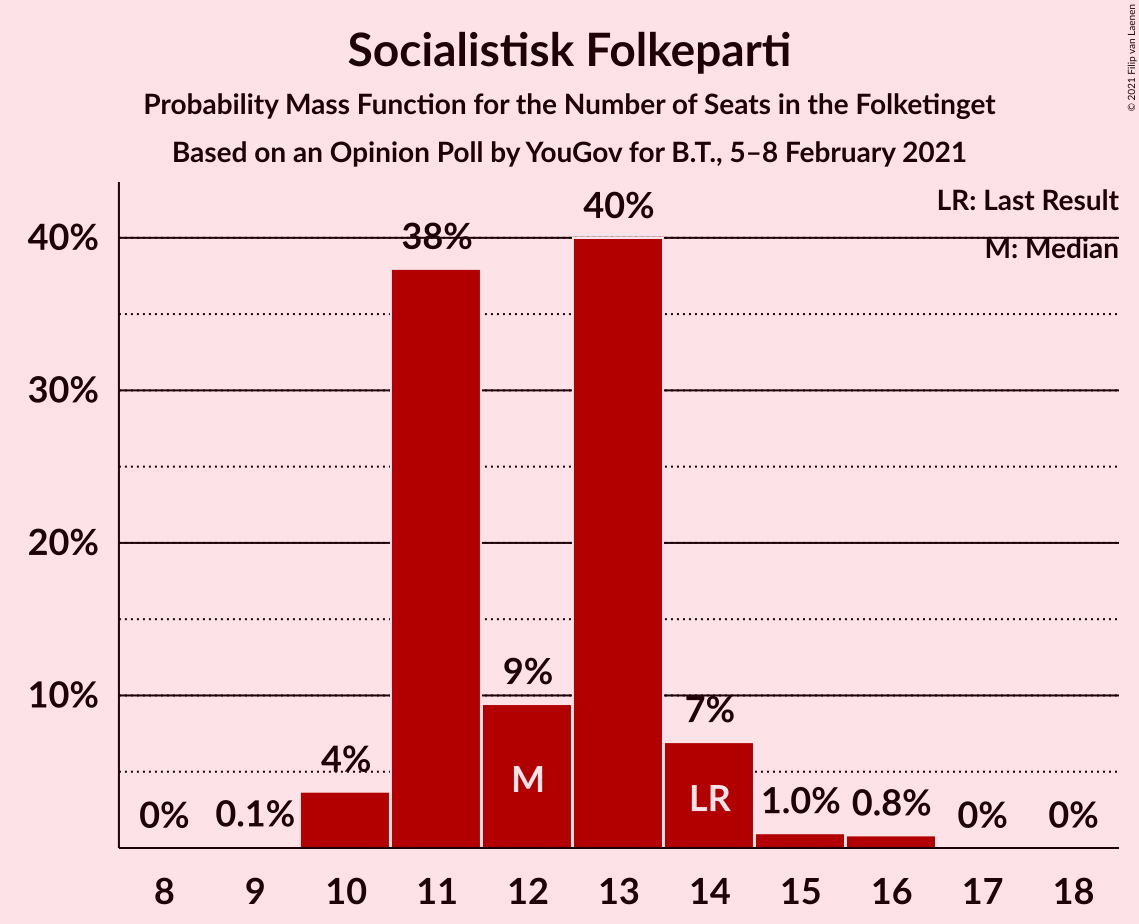 Socialistisk Folkeparti
Probability Mass Function for the Number of Seats in the Folketinget
Based on an Opinion Poll by YouGov for B.T., 5–8 February 2021
© 2021 Filip van Laenen
LR: Last Result
M: Median
40%
30%
20%
10%
0%
0.1%
4%
38%
9%
40%
7%
1.0%
0.8%
0%
0%
M
LR
8 9 10 11 12 13 14 15 16 17 18